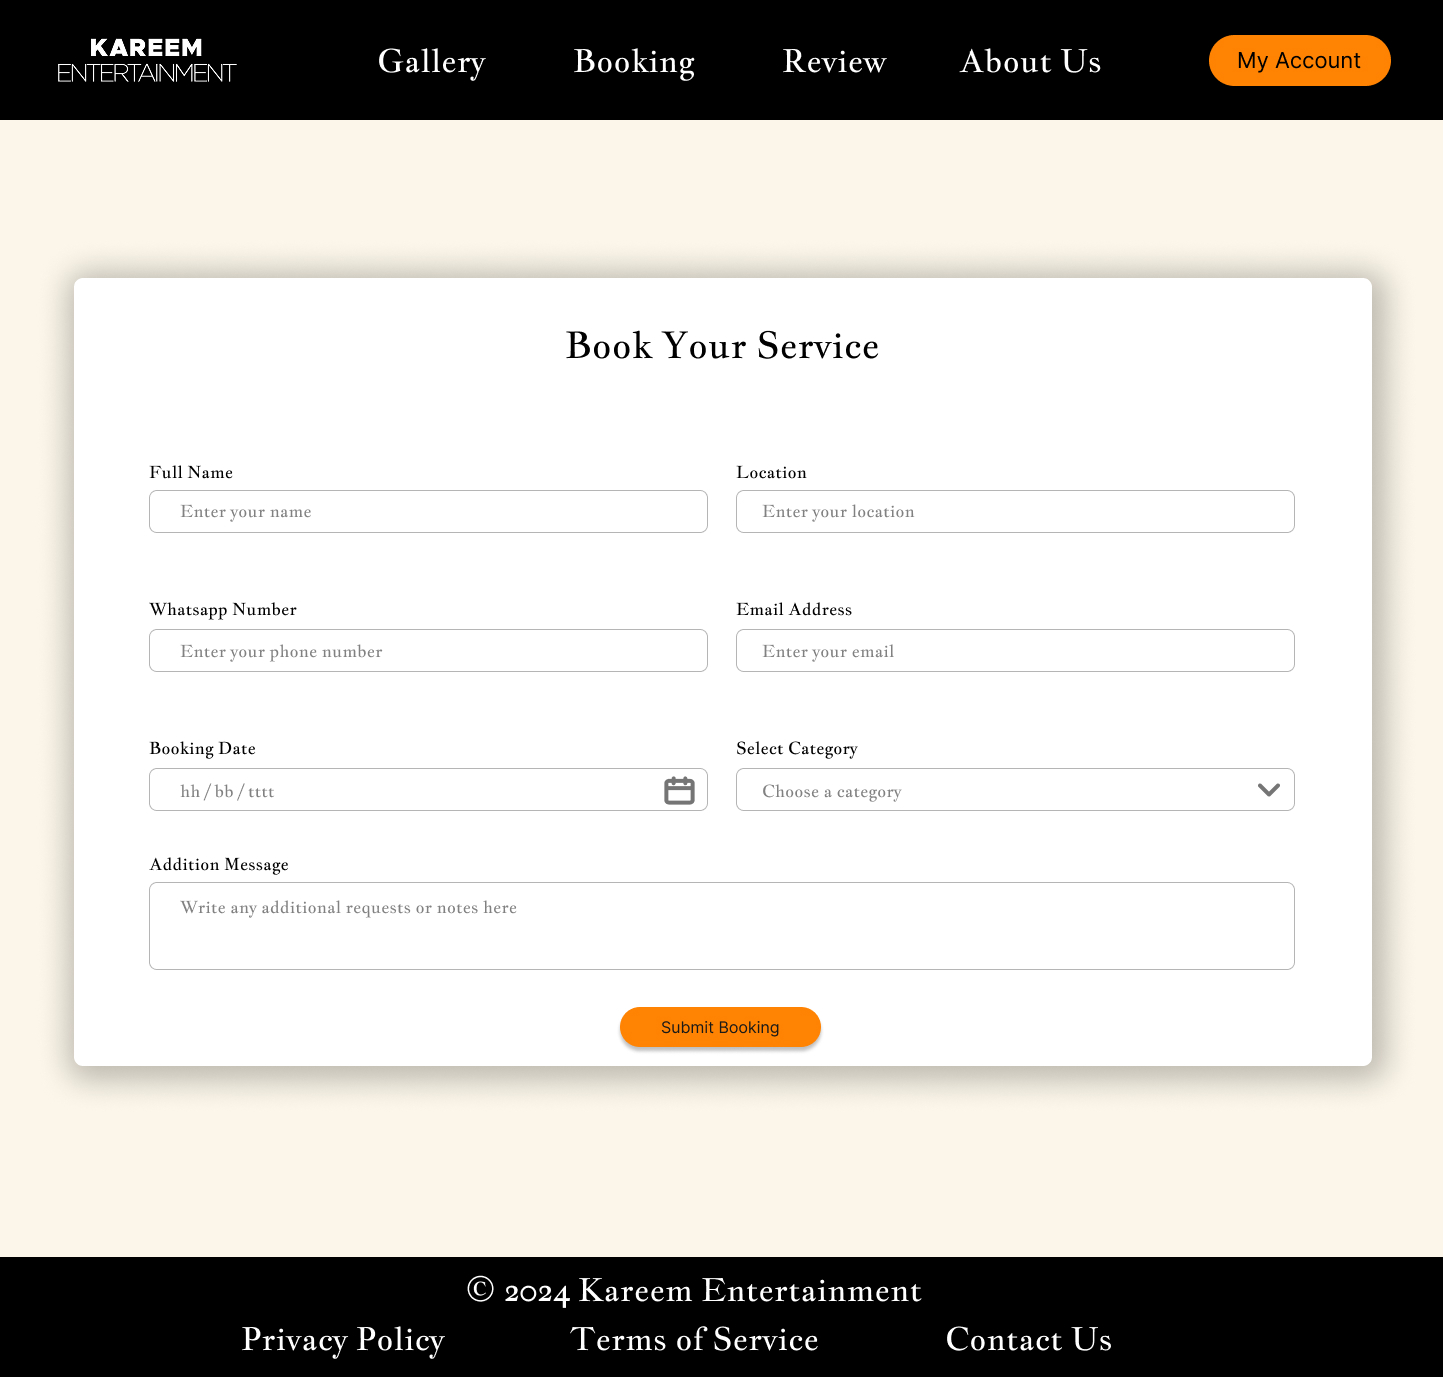 KAREEM
ENTERTAINMENT
Gallery Booking Review About Us My Account
Book Your Service
Full Name Location
Enter your name Enter your location
Whatsapp Number Email Address
Enter your phone number Enter your email
Booking Date Select Category
hh / bb / tttt Choose a category
Addition Message
Write any additional requests or notes here
Submit Booking
© 2024 Kareem Entertainment
Privacy Policy Terms of Service Contact Us